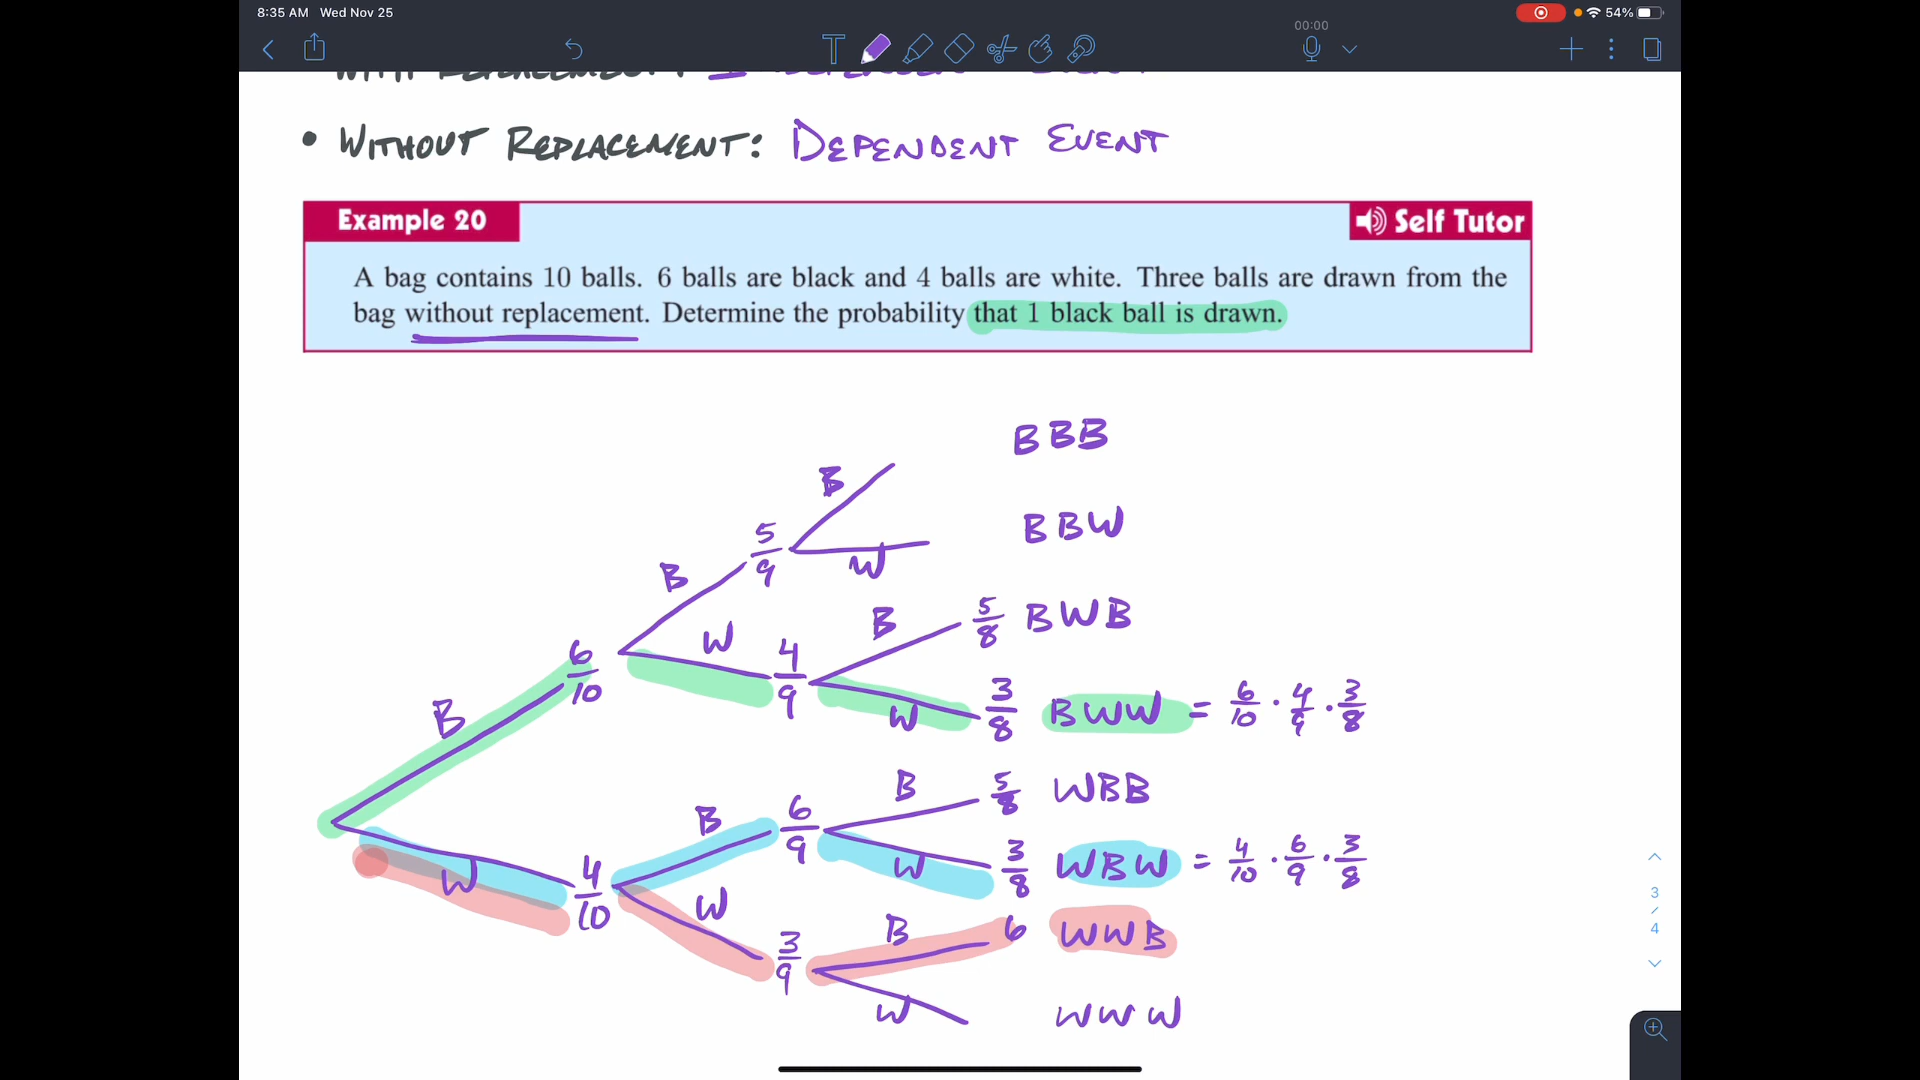 8:35 AM Wed Nov 25
54%
00:00
WITH REPLACEMENT: INDEPENDENT EVENT
• WITHOUT REPLACEMENT: DEPENDENT EVENT
Example 20
Self Tutor
A bag contains 10 balls. 6 balls are black and 4 balls are white. Three balls are drawn from the
bag without replacement. Determine the probability that 1 black ball is drawn.
BBB
B
BBW
5/9
W
B
B 5/8 BWB
W 4/9
6/10
W 3/8 BWW = 6/10 · 4/9 · 3/8
B
B 5/8 WBB
B 6/9
W 3/8 WBW = 4/10 · 6/9 · 3/8
W 4/10
W
B 6 WWB
3/9
W WWW
3/4